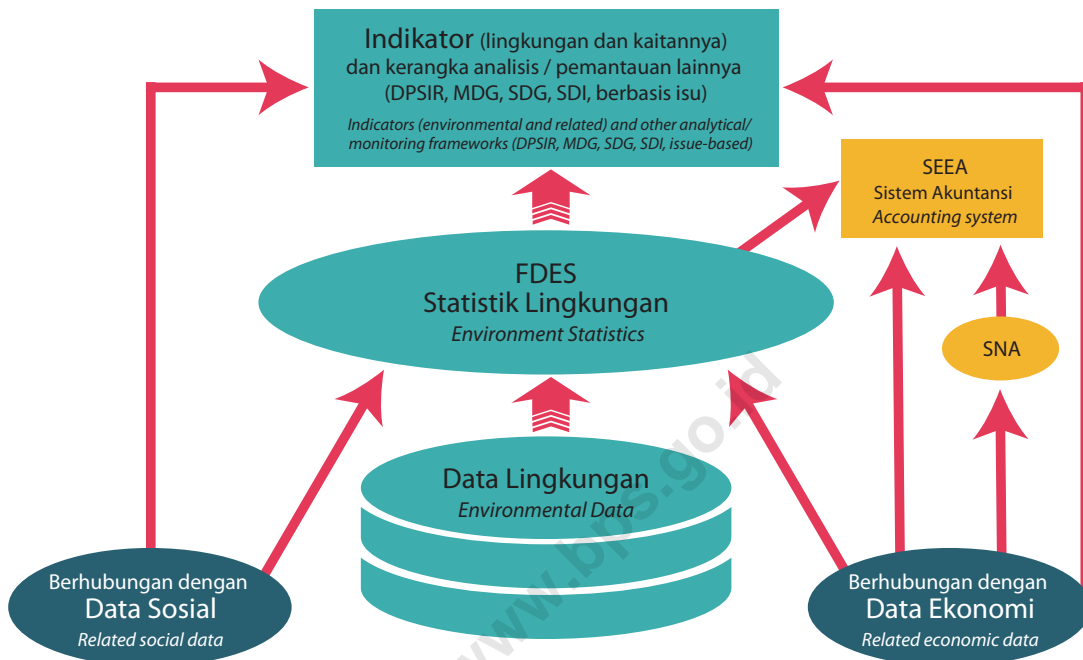 Indikator (lingkungan dan kaitannya)
dan kerangka analisis / pemantauan lainnya
(DPSIR, MDG, SDG, SDI, berbasis isu)
Indicators (environmental and related) and other analytical/
monitoring frameworks (DPSIR, MDG, SDG, SDI, issue-based)
SEEA
Sistem Akuntansi
Accounting system
FDES
Statistik Lingkungan
Environment Statistics
SNA
Data Lingkungan
Environmental Data
Berhubungan dengan
Data Sosial
Related social data
Berhubungan dengan
Data Ekonomi
Related economic data
www.bps.go.id